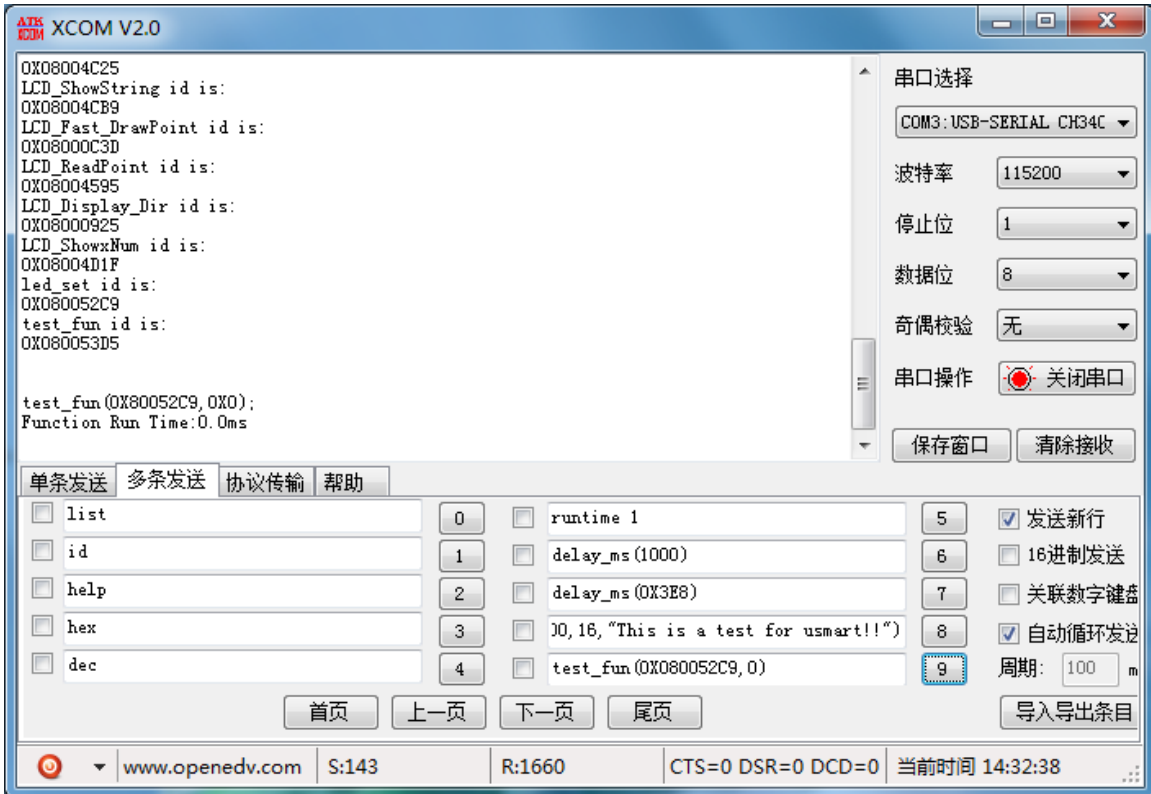 ATK XCOM XCOM V2.0
0X08004C25
LCD_ShowString id is:
0X08004CB9
LCD_Fast_DrawPoint id is:
0X08000C3D
LCD_ReadPoint id is:
0X08004595
LCD_Display_Dir id is:
0X08000925
LCD_ShowxNum id is:
0X08004D1F
led_set id is:
0X080052C9
test_fun id is:
0X080053D5
test_fun(0X80052C9,0X0);
Function Run Time:0.0ms
串口选择
COM3:USB-SERIAL CH34C
波特率 115200
停止位 1
数据位 8
奇偶校验 无
串口操作 关闭串口
保存窗口 清除接收
单条发送 多条发送 协议传输 帮助
list 0 runtime 1 5 发送新行
id 1 delay_ms(1000) 6 16进制发送
help 2 delay_ms(0X3E8) 7 关联数字键盘
hex 3 00,16,"This is a test for usmart!!") 8 自动循环发送
dec 4 test_fun(0X080052C9,0) 9 周期: 100 m
首页 上一页 下一页 尾页 导入导出条目
www.openedv.com S:143 R:1660 CTS=0 DSR=0 DCD=0 当前时间 14:32:38